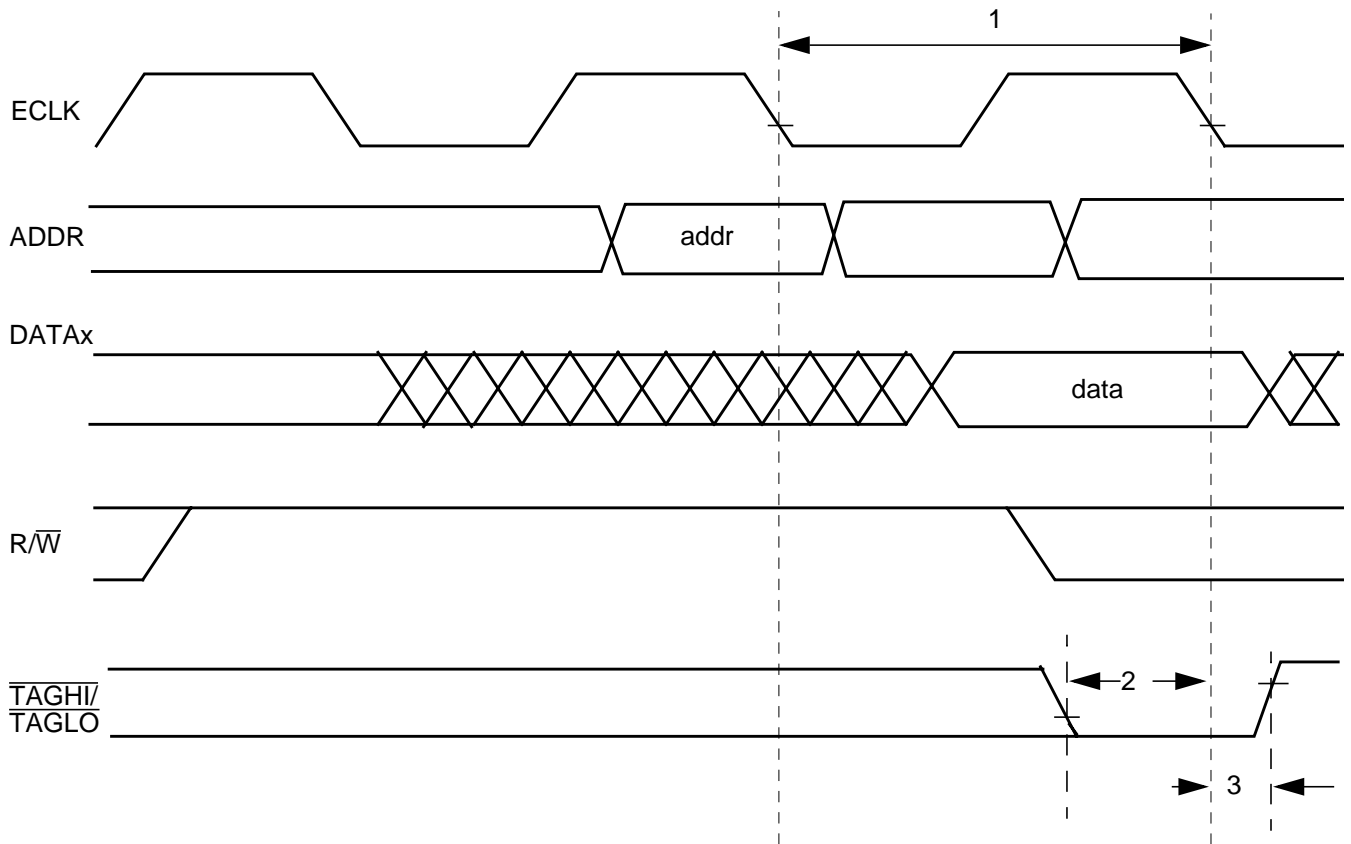 1
ECLK
ADDR
addr
DATAx
data
R/W̅
TAGHI/
TAGLO
2
3